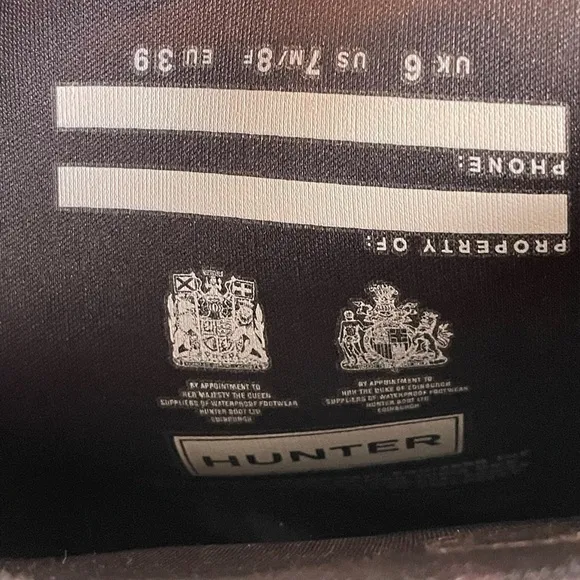 UK 6 US 7M/8F EU 39
PHONE:
PROPERTY OF:
BY APPOINTMENT TO
HER MAJESTY THE QUEEN
SUPPLIERS OF WATERPROOF FOOTWEAR
HUNTER BOOT LTD
EDINBURGH
BY APPOINTMENT TO
HRH THE DUKE OF EDINBURGH
SUPPLIERS OF WATERPROOF FOOTWEAR
HUNTER BOOT LTD
EDINBURGH
HUNTER